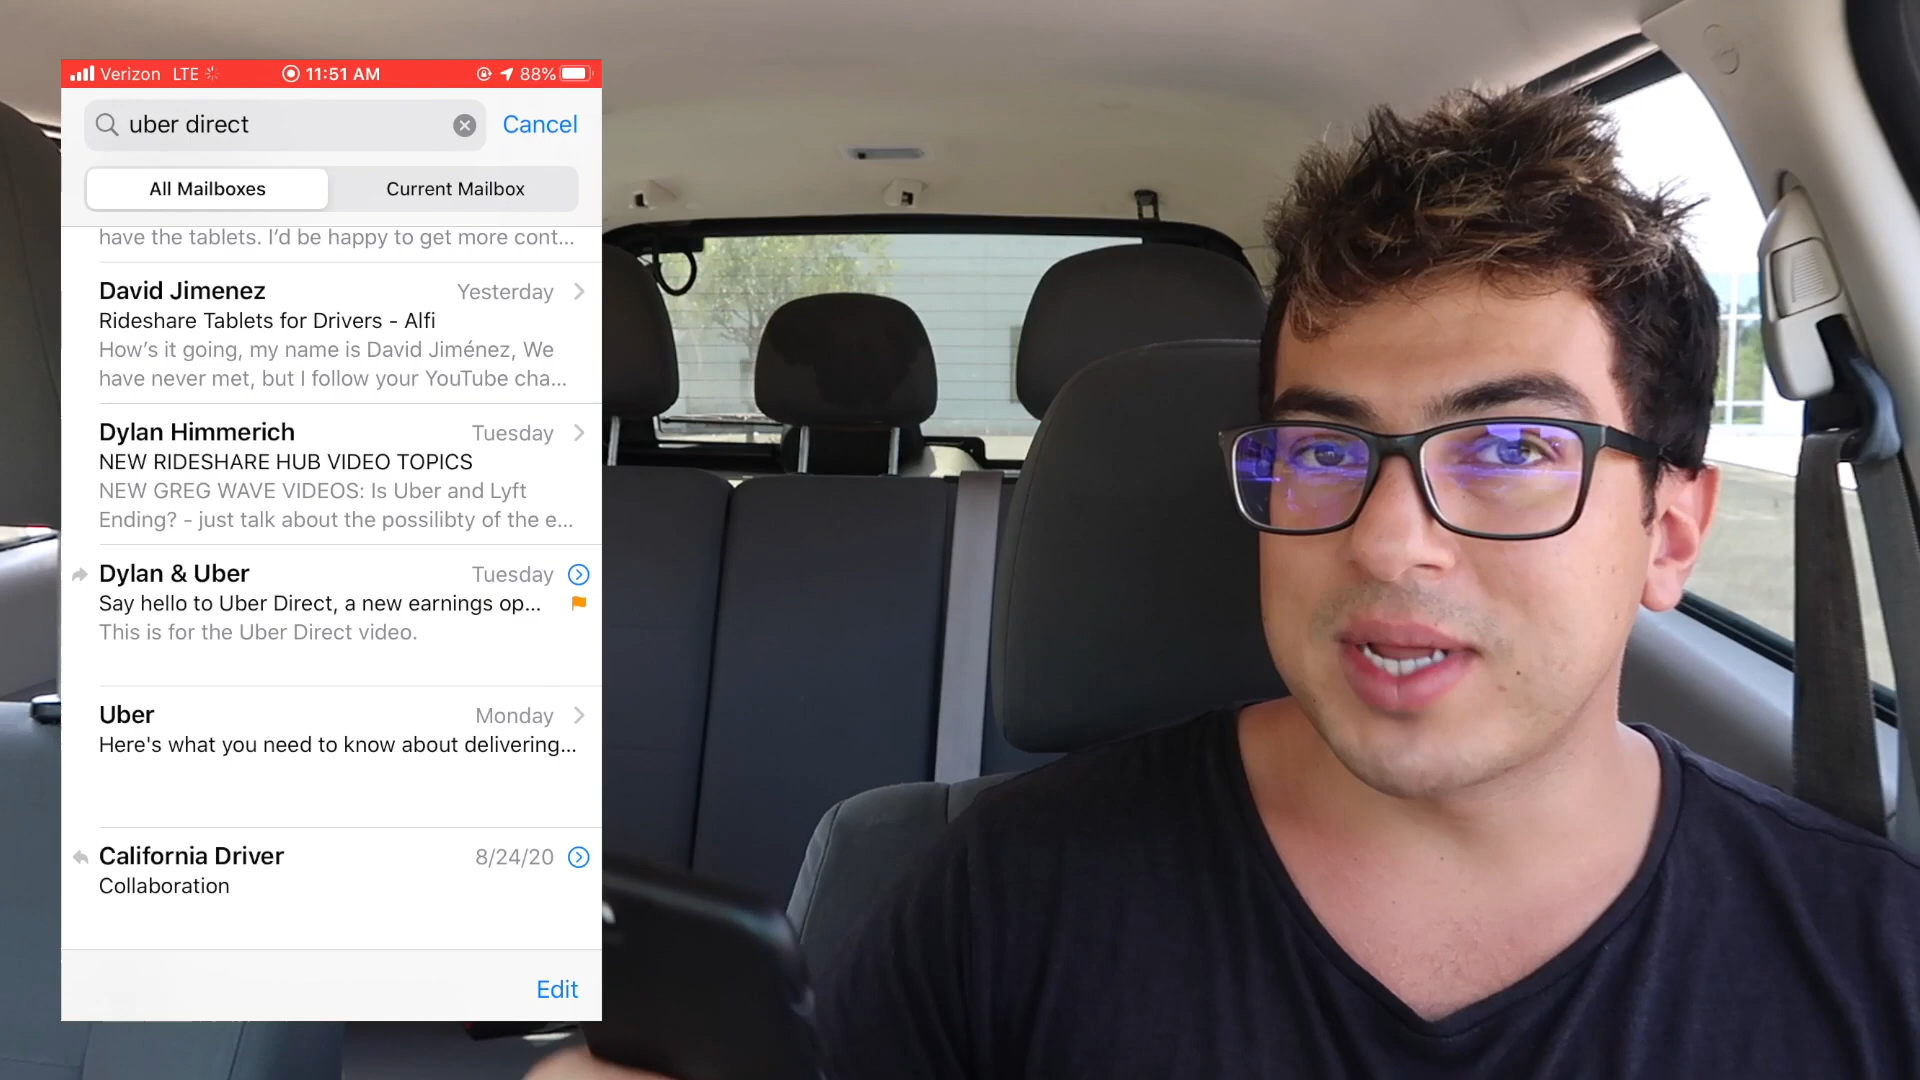 Verizon LTE 11:51 AM 88%
uber direct Cancel
All Mailboxes Current Mailbox
have the tablets. I'd be happy to get more cont...
David Jimenez Yesterday
Rideshare Tablets for Drivers - Alfi
How's it going, my name is David Jiménez, We
have never met, but I follow your YouTube cha...
Dylan Himmerich Tuesday
NEW RIDESHARE HUB VIDEO TOPICS
NEW GREG WAVE VIDEOS: Is Uber and Lyft
Ending? - just talk about the possilibty of the e...
Dylan & Uber Tuesday
Say hello to Uber Direct, a new earnings op...
This is for the Uber Direct video.
Uber Monday
Here's what you need to know about delivering...
California Driver 8/24/20
Collaboration
Edit